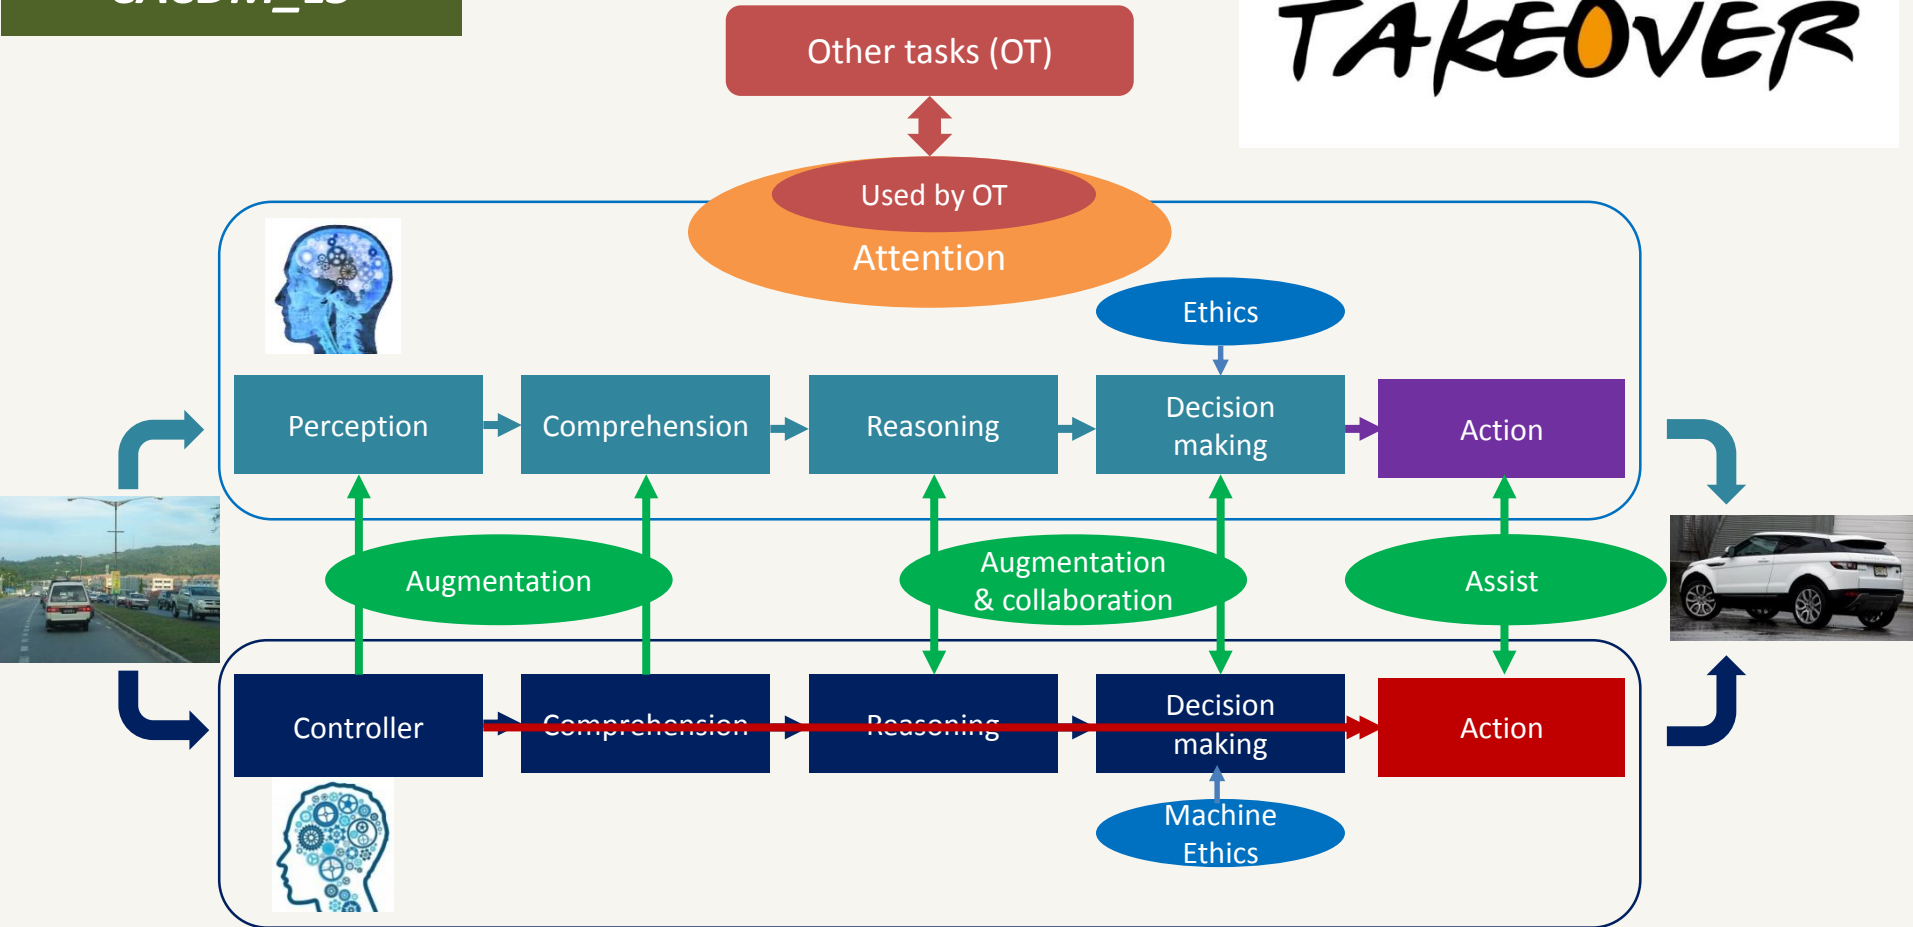 TAKEOVER
Other tasks (OT)
Used by OT
Attention
Ethics
Perception
Comprehension
Reasoning
Decision
making
Action
Augmentation
Augmentation
& collaboration
Assist
Controller
Comprehension
Reasoning
Decision
making
Action
Machine
Ethics